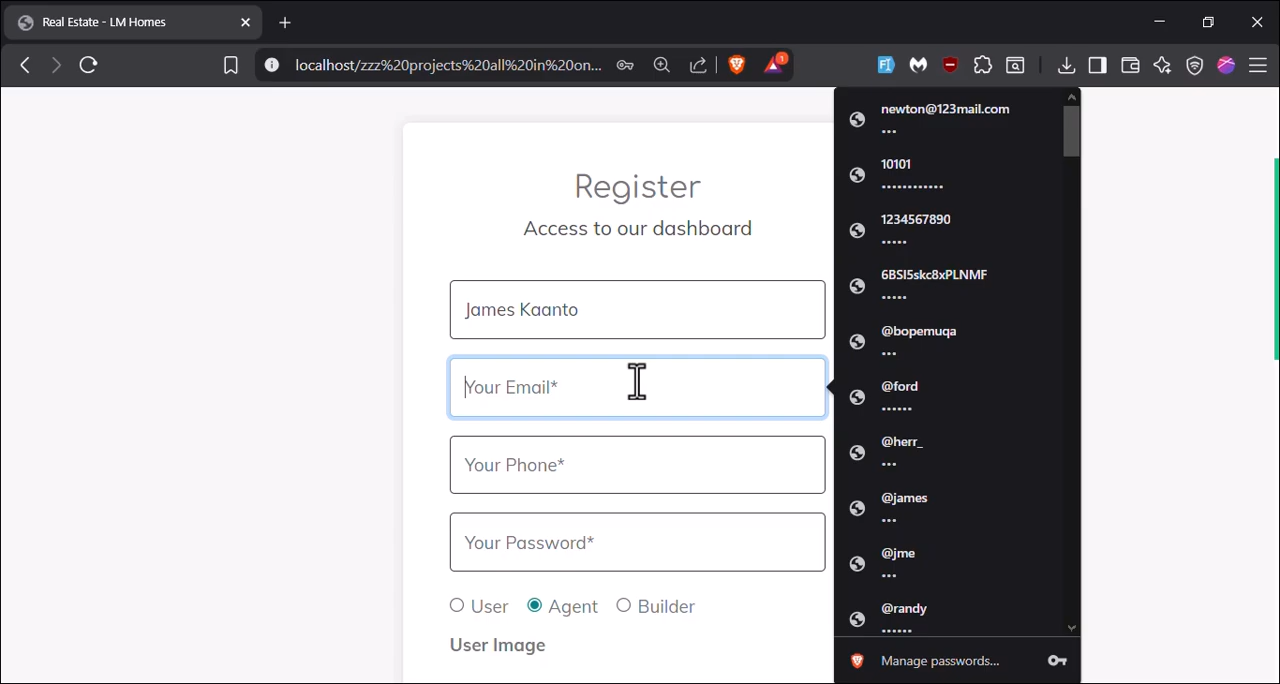 Real Estate - LM Homes
localhost/zzz%20projects%20all%20in%20on...
1
Register
Access to our dashboard
James Kaanto
Your Email*
Your Phone*
Your Password*
User
Agent
Builder
User Image
newton@123mail.com
•••
10101
••••••••••••
1234567890
•••••
6BSI5skc8xPLNMF
•••••
@bopemuqa
•••
@ford
••••••
@herr_
•••
@james
•••
@jme
•••
@randy
••••••
Manage passwords...